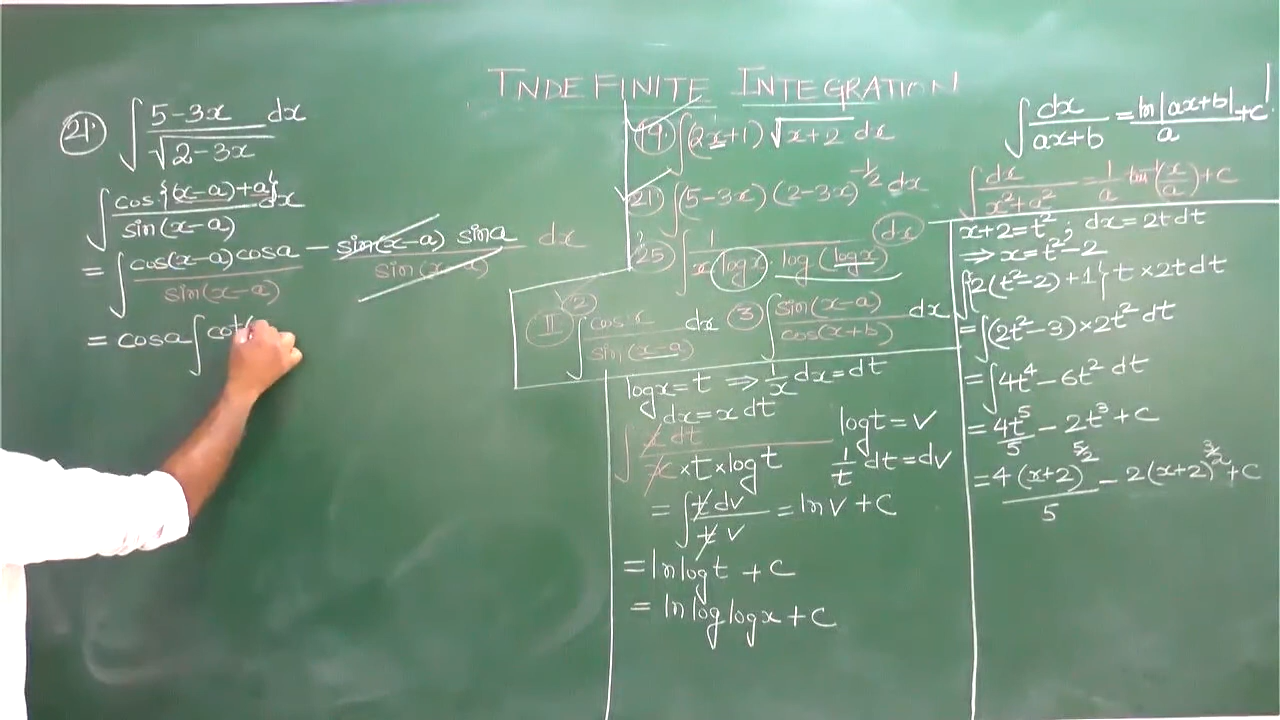 INDEFINITE INTEGRATION
21. ∫ 5-3x / √2-3x dx
∫ cos{(x-a)+a} / sin(x-a) dx
= ∫ cos(x-a) cosa / sin(x-a) - sin(x-a) sina / sin(x-a) dx
= cosa ∫ cot(
19. ∫ (2x+1) √x+2 dx
21. ∫ (5-3x) (2-3x)^-1/2 dx
25. ∫ 1 / x logx · log(logx) dx
II 2 ∫ cosx / sin(x-a) dx 3 ∫ sin(x-a) / cos(x+b) dx
logx = t ⇒ 1/x dx = dt
dx = x dt
∫ x dt / x × t × log t
log t = v
1/t dt = dv
= ∫ t dv / t v = ln v + c
= ln log t + c
= ln log log x + c
∫ dx / ax+b = ln|ax+b| / a + c
∫ dx / x²+a² = 1/a tan⁻¹(x/a) + c
x+2 = t² ; dx = 2t dt
⇒ x = t²-2
∫{2(t²-2)+1} t × 2t dt
= ∫ (2t²-3) × 2t² dt
= ∫ 4t⁴ - 6t² dt
= 4t⁵/5 - 2t³ + c
= 4(x+2)^5/2 / 5 - 2(x+2)^3/2 + c